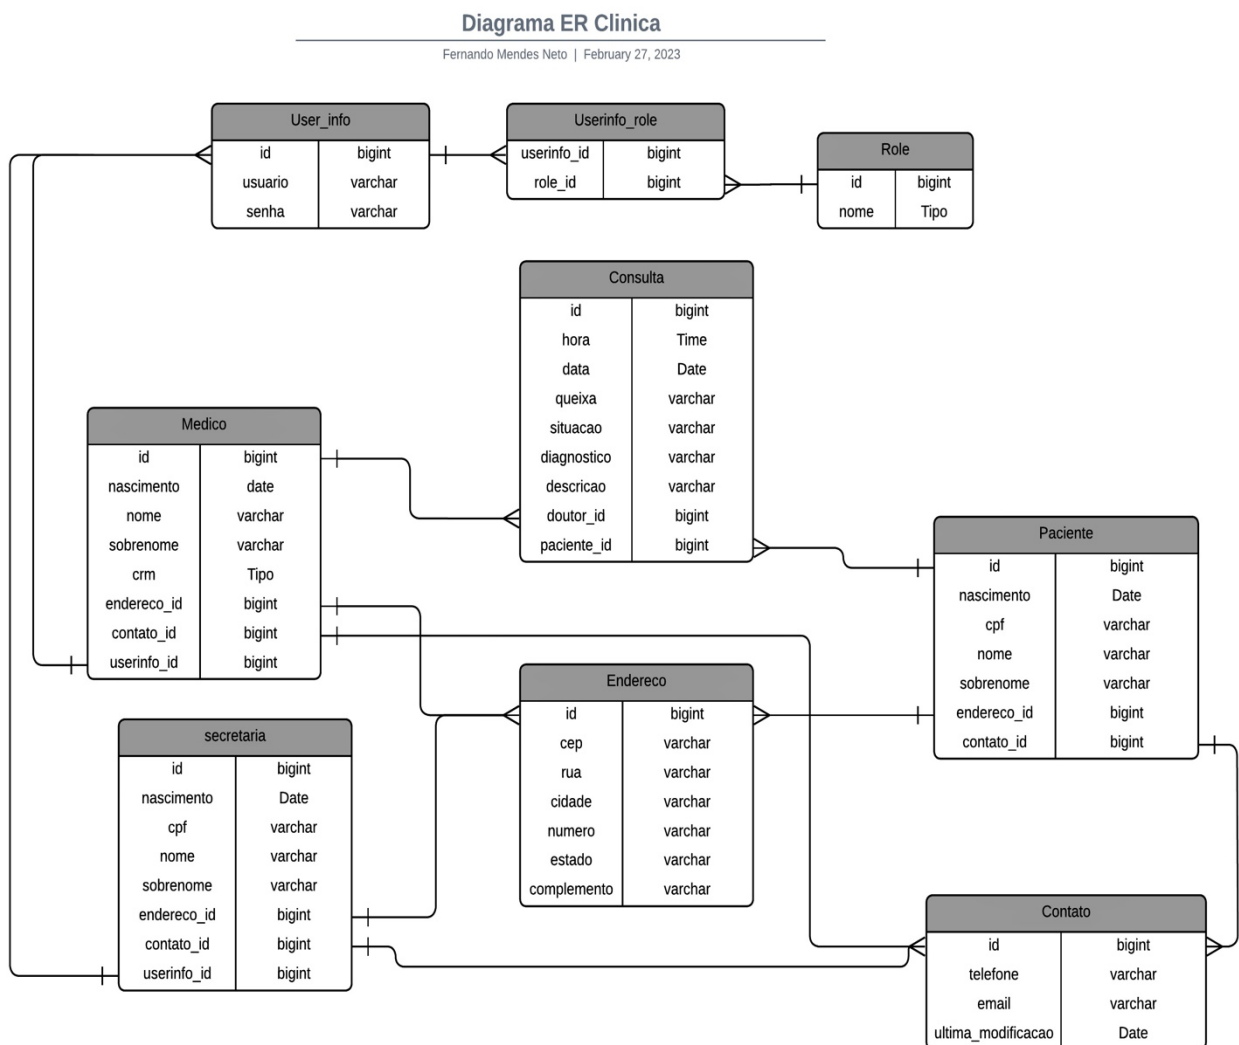 Diagrama ER Clinica
Fernando Mendes Neto | February 27, 2023
User_info
id bigint
usuario varchar
senha varchar
Userinfo_role
userinfo_id bigint
role_id bigint
Role
id bigint
nome Tipo
Consulta
id bigint
hora Time
data Date
queixa varchar
situacao varchar
diagnostico varchar
descricao varchar
doutor_id bigint
paciente_id bigint
Medico
id bigint
nascimento date
nome varchar
sobrenome varchar
crm Tipo
endereco_id bigint
contato_id bigint
userinfo_id bigint
Paciente
id bigint
nascimento Date
cpf varchar
nome varchar
sobrenome varchar
endereco_id bigint
contato_id bigint
Endereco
id bigint
cep varchar
rua varchar
cidade varchar
numero varchar
estado varchar
complemento varchar
secretaria
id bigint
nascimento Date
cpf varchar
nome varchar
sobrenome varchar
endereco_id bigint
contato_id bigint
userinfo_id bigint
Contato
id bigint
telefone varchar
email varchar
ultima_modificacao Date